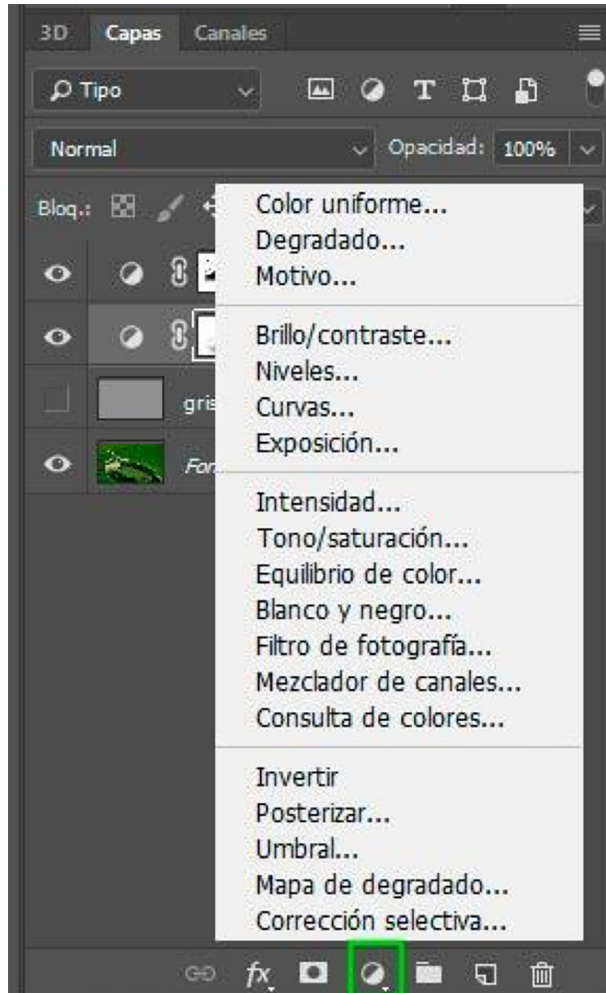 3D Capas Canales
Tipo
Normal Opacidad: 100%
Bloq.:
Color uniforme...
Degradado...
Motivo...
Brillo/contraste...
Niveles...
Curvas...
gris
Exposición...
Intensidad...
Tono/saturación...
Equilibrio de color...
Blanco y negro...
Filtro de fotografía...
Mezclador de canales...
Consulta de colores...
Invertir
Posterizar...
Umbral...
Mapa de degradado...
Corrección selectiva...
fx